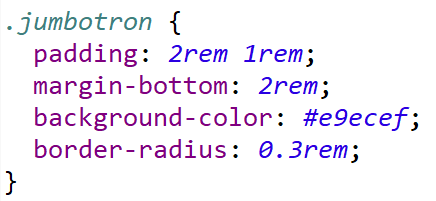 .jumbotron {
  padding: 2rem 1rem;
  margin-bottom: 2rem;
  background-color: #e9ecef;
  border-radius: 0.3rem;
}